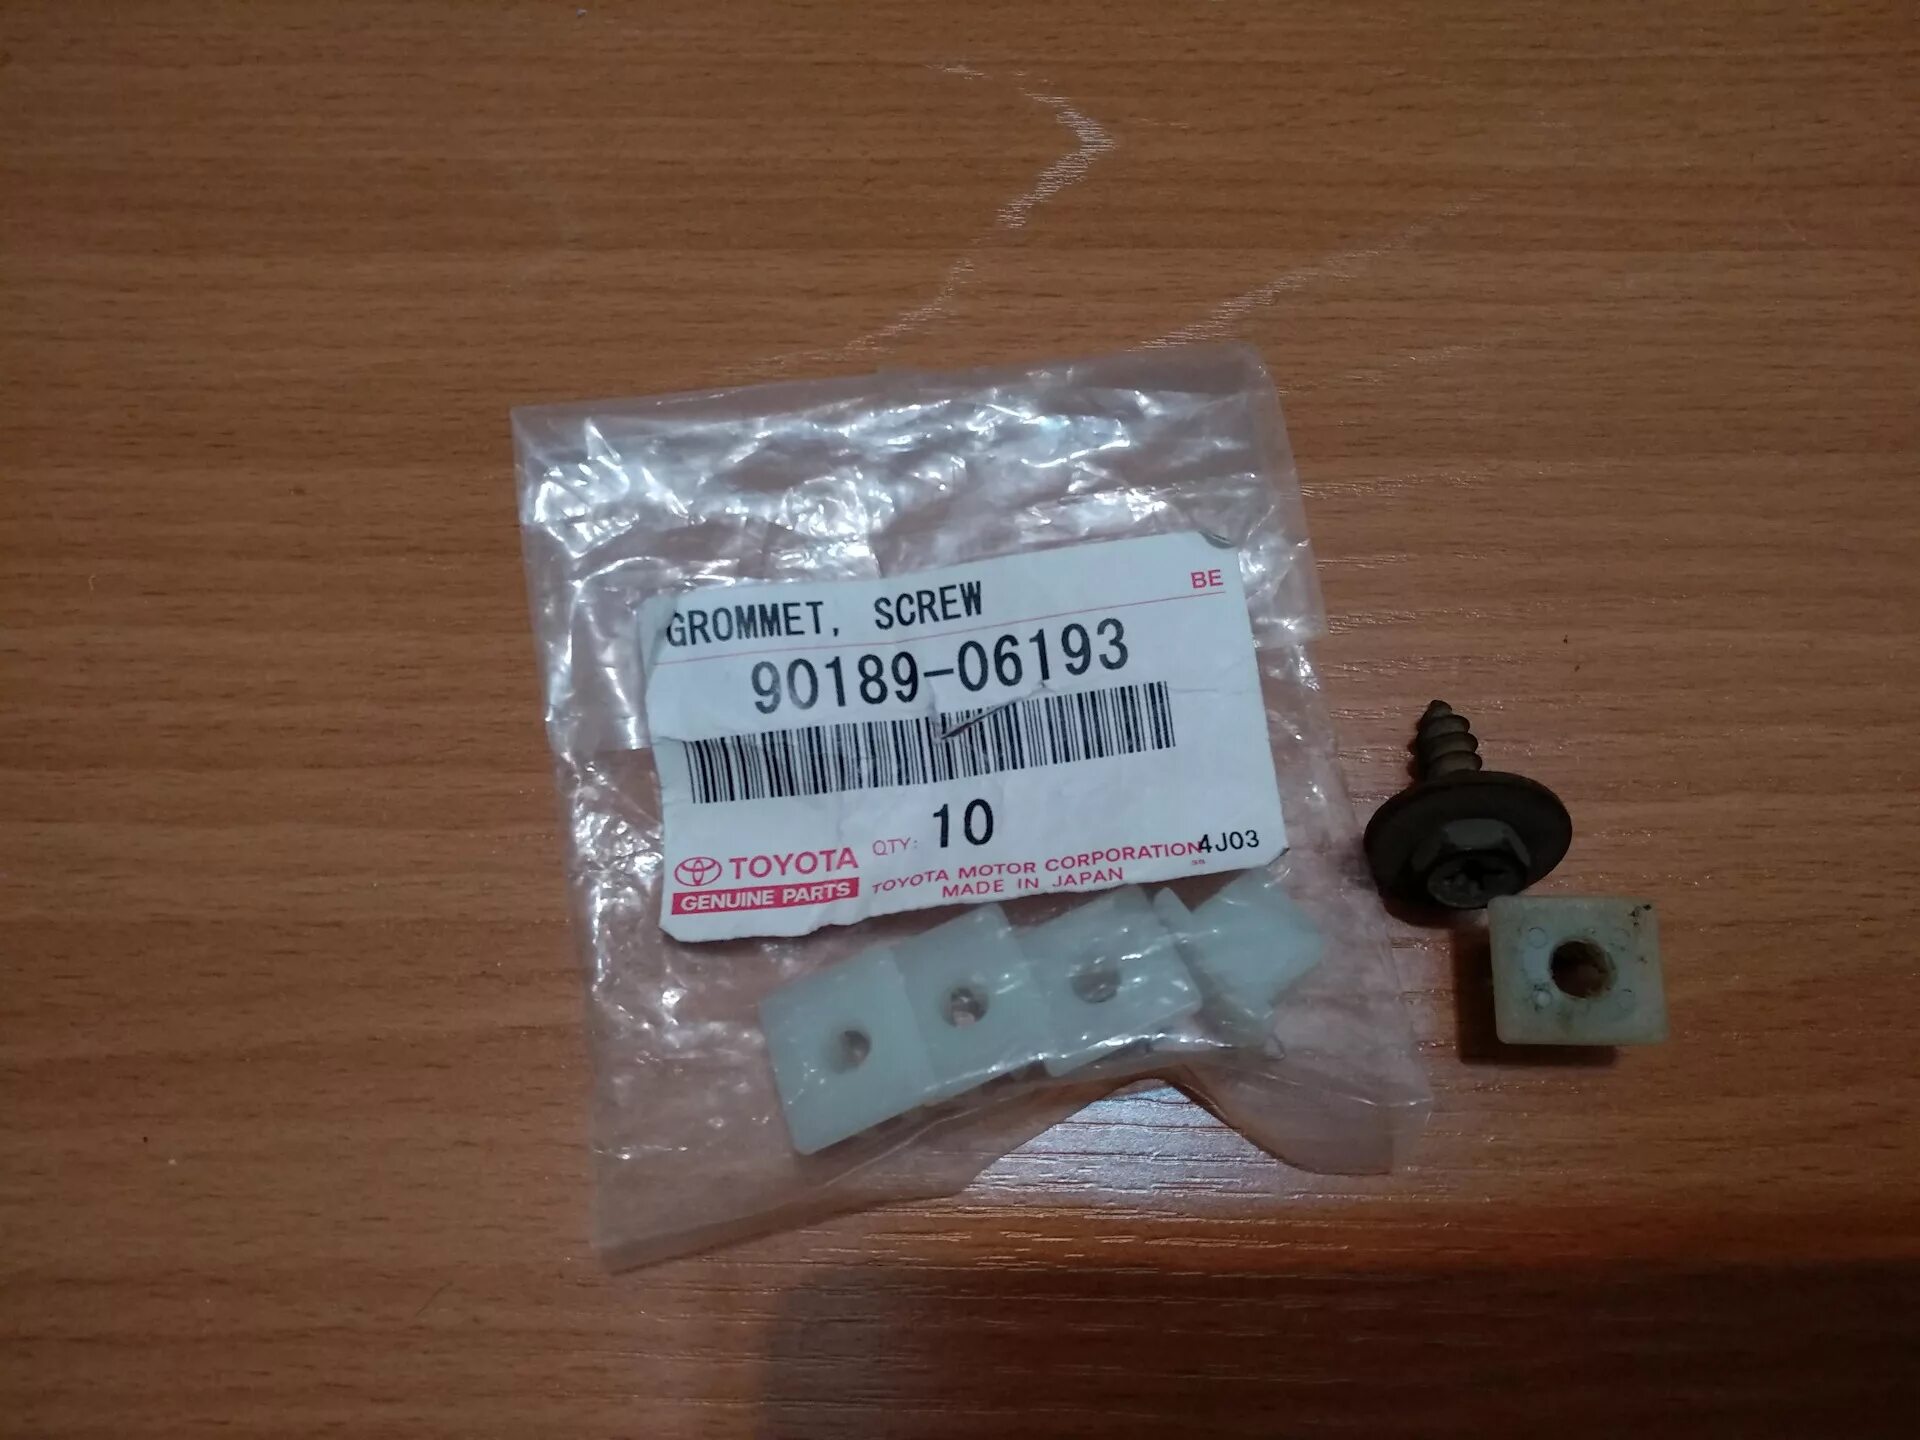 BE
GROMMET, SCREW
90189-06193
QTY: 10
4J03
TOYOTA
GENUINE PARTS
TOYOTA MOTOR CORPORATION
MADE IN JAPAN